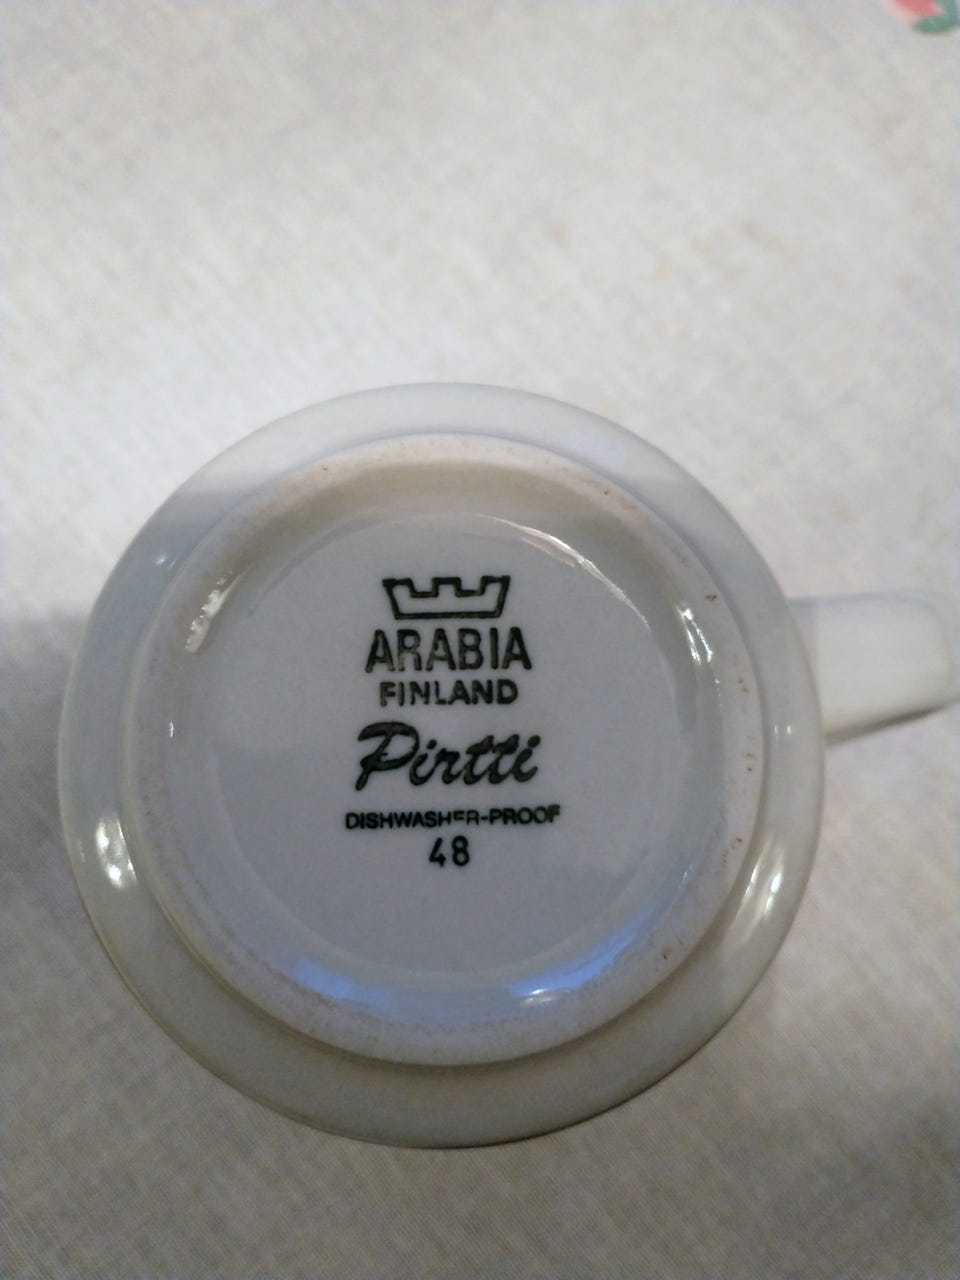 ARABIA
FINLAND
Pirtti
DISHWASHER-PROOF
48